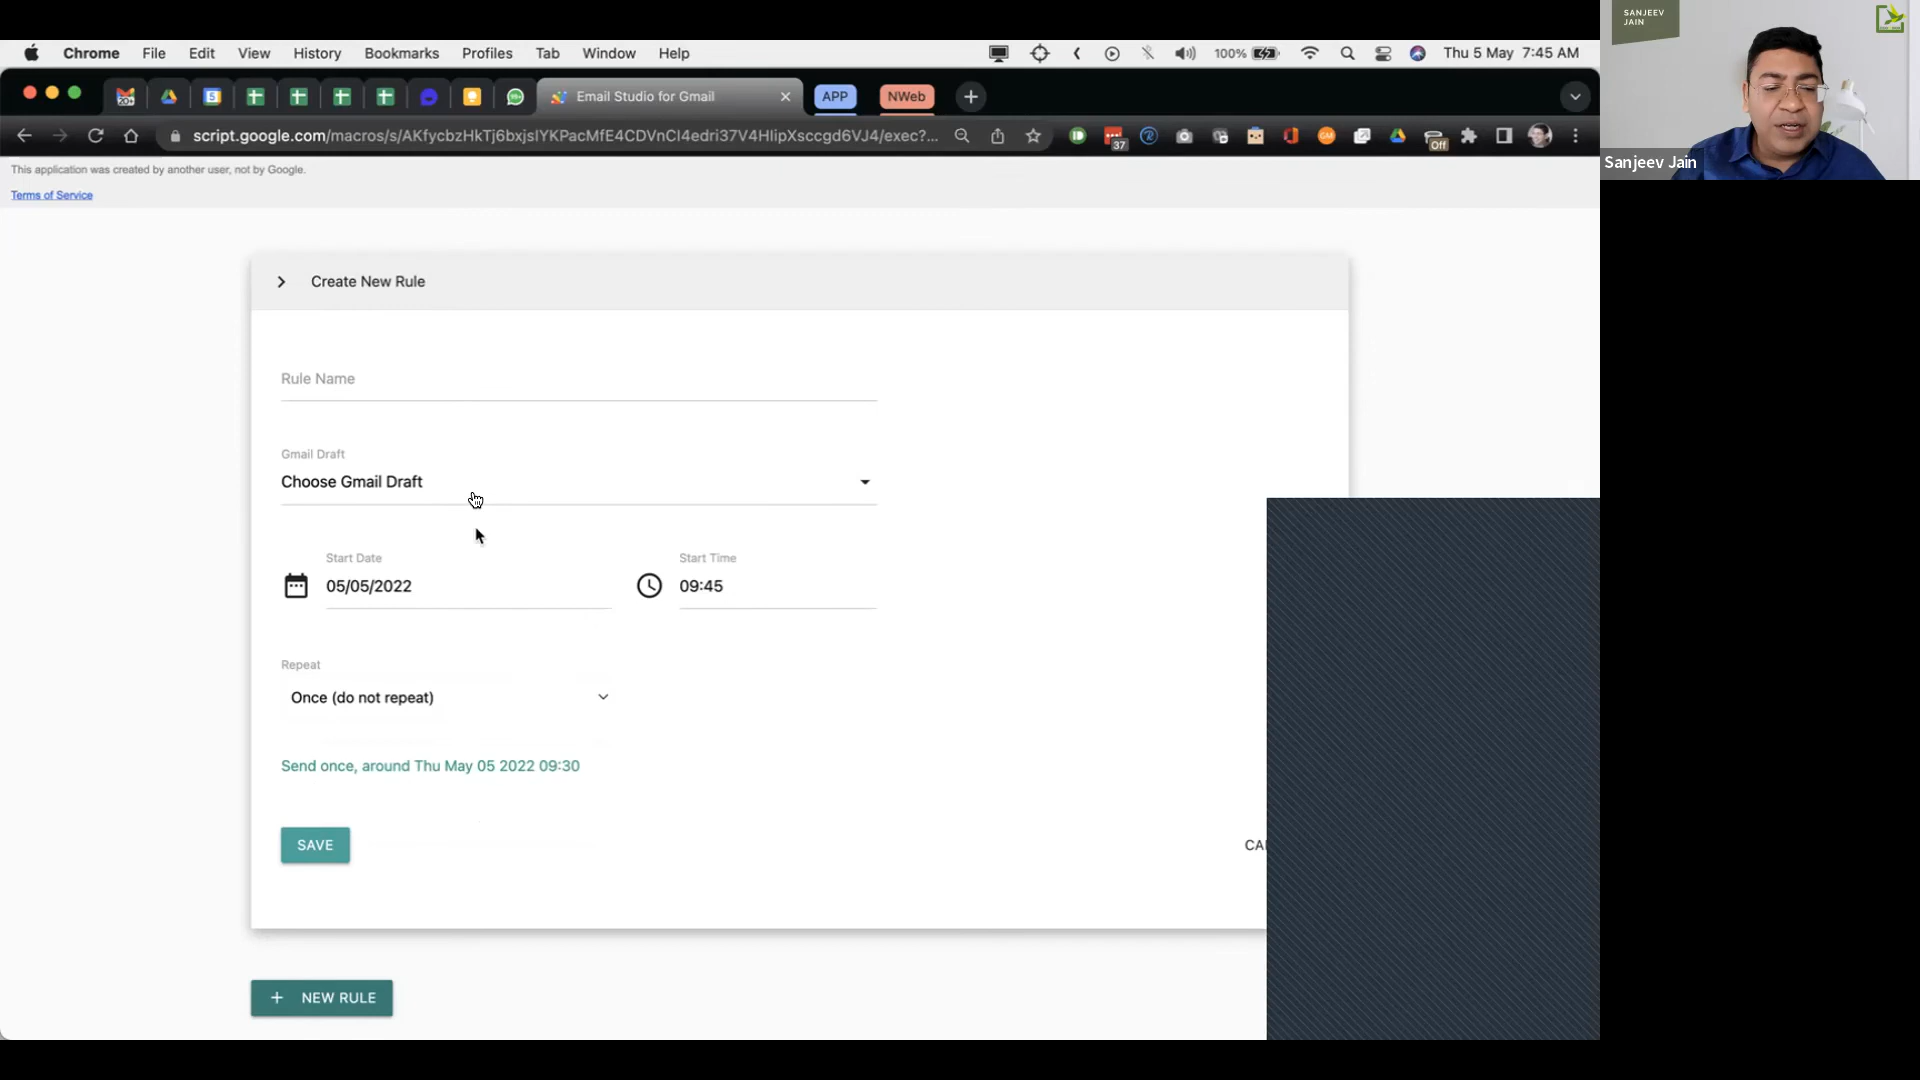 Chrome File Edit View History Bookmarks Profiles Tab Window Help 100% Thu 5 May 7:45 AM
SANJEEV
JAIN
Email Studio for Gmail APP NWeb
script.google.com/macros/s/AKfycbzHkTj6bxjsIYKPacMfE4CDVnCl4edri37V4HlipXsccgd6VJ4/exec?...
37
Off
Sanjeev Jain
This application was created by another user, not by Google.
Terms of Service
Create New Rule
Rule Name
Gmail Draft
Choose Gmail Draft
Start Date Start Time
05/05/2022 09:45
Repeat
Once (do not repeat)
Send once, around Thu May 05 2022 09:30
SAVE CA
+ NEW RULE